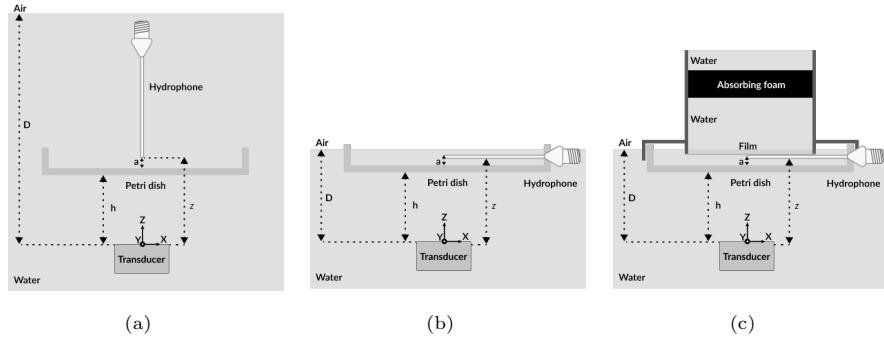 Air
Hydrophone
D
a
Petri dish
h
z
Z
Y
X
Transducer
Water
(a)
Air
a
Petri dish
Hydrophone
D
h
z
Z
Y
X
Transducer
Water
(b)
Water
Absorbing foam
Water
Air
Film
a
Petri dish
Hydrophone
D
h
z
Z
Y
X
Transducer
Water
(c)